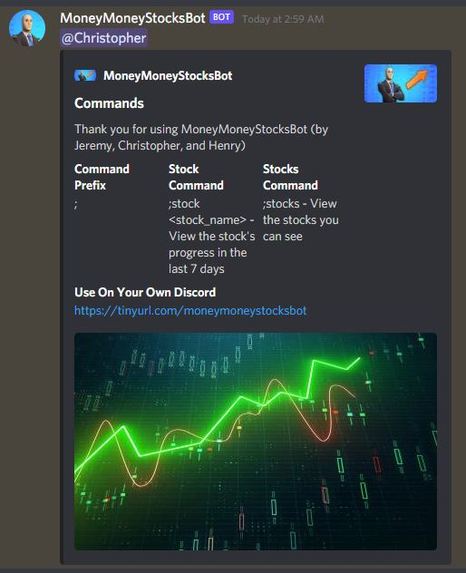 MoneyMoneyStocksBot BOT Today at 2:59 AM
@Christopher
MoneyMoneyStocksBot
Commands
Thank you for using MoneyMoneyStocksBot (by
Jeremy, Christopher, and Henry)
Command
Prefix
;
Stock
Command
;stock
<stock_name> -
View the stock's
progress in the
last 7 days
Stocks
Command
;stocks - View
the stocks you
can see
Use On Your Own Discord
https://tinyurl.com/moneymoneystocksbot